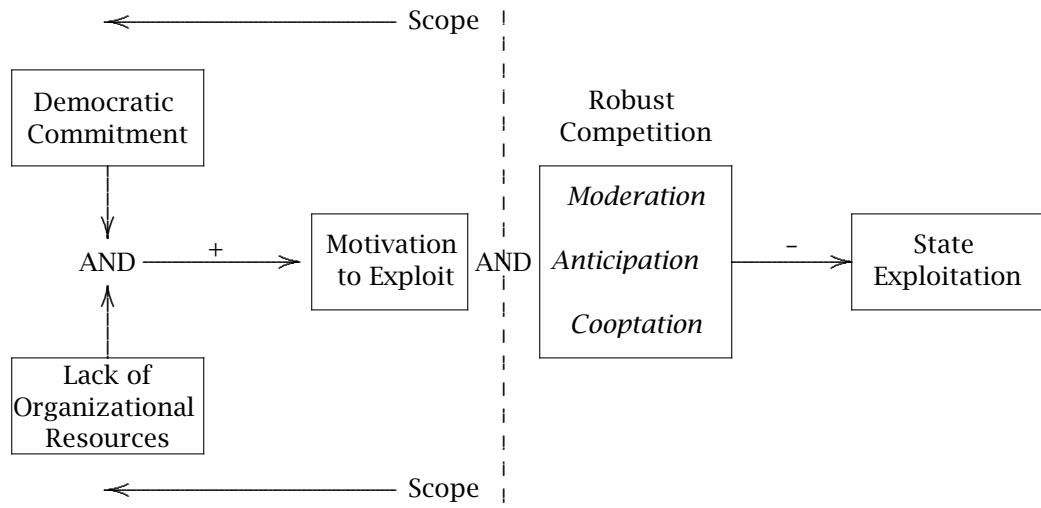 Scope
Democratic
Commitment
Robust
Competition
Moderation
AND
+
Motivation
to Exploit
AND
Anticipation
–
State
Exploitation
Cooptation
Lack of
Organizational
Resources
Scope